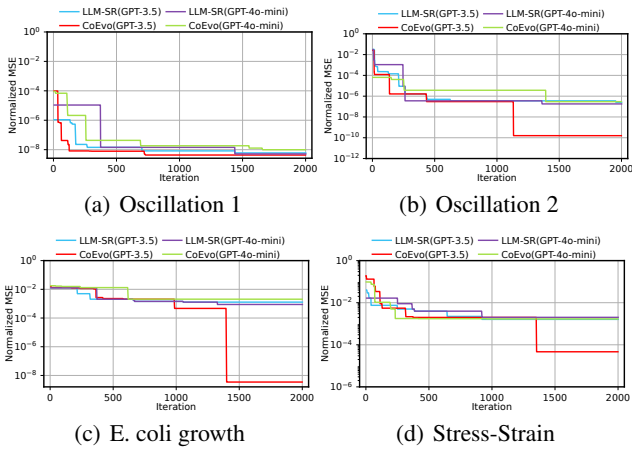 LLM-SR(GPT-3.5) LLM-SR(GPT-4o-mini)
CoEvo(GPT-3.5) CoEvo(GPT-4o-mini)
Normalized MSE
10^0
10^−2
10^−4
10^−6
10^−8
0 500 1000 1500 2000
Iteration
(a) Oscillation 1
LLM-SR(GPT-3.5) LLM-SR(GPT-4o-mini)
CoEvo(GPT-3.5) CoEvo(GPT-4o-mini)
Normalized MSE
10^0
10^−2
10^−4
10^−6
10^−8
10^−10
10^−12
0 500 1000 1500 2000
Iteration
(b) Oscillation 2
LLM-SR(GPT-3.5) LLM-SR(GPT-4o-mini)
CoEvo(GPT-3.5) CoEvo(GPT-4o-mini)
Normalized MSE
10^0
10^−2
10^−4
10^−6
10^−8
0 500 1000 1500 2000
Iteration
(c) E. coli growth
LLM-SR(GPT-3.5) LLM-SR(GPT-4o-mini)
CoEvo(GPT-3.5) CoEvo(GPT-4o-mini)
Normalized MSE
10^0
10^−2
10^−4
10^−6
0 500 1000 1500 2000
Iteration
(d) Stress-Strain